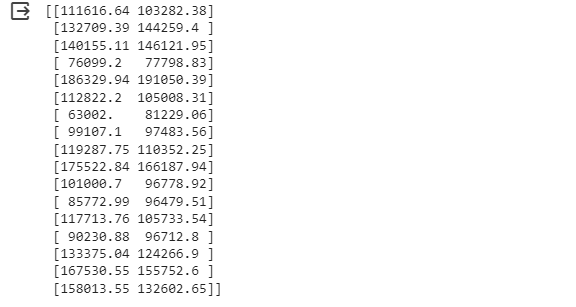 [[111616.64 103282.38]
[132709.39 144259.4 ]
[140155.11 146121.95]
[ 76099.2   77798.83]
[186329.94 191050.39]
[112822.2  105008.31]
[ 63002.    81229.06]
[ 99107.1   97483.56]
[119287.75 110352.25]
[175522.84 166187.94]
[101000.7   96778.92]
[ 85772.99  96479.51]
[117713.76 105733.54]
[ 90230.88  96712.8 ]
[133375.04 124266.9 ]
[167530.55 155752.6 ]
[158013.55 132602.65]]